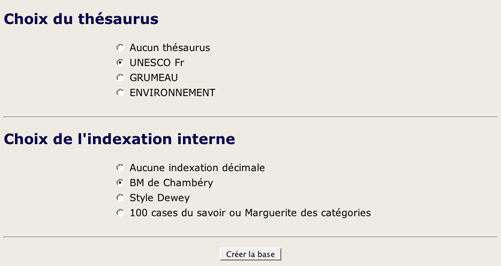 Choix du thésaurus
Aucun thésaurus
UNESCO Fr
GRUMEAU
ENVIRONNEMENT
Choix de l'indexation interne
Aucune indexation décimale
BM de Chambéry
Style Dewey
100 cases du savoir ou Marguerite des catégories
Créer la base